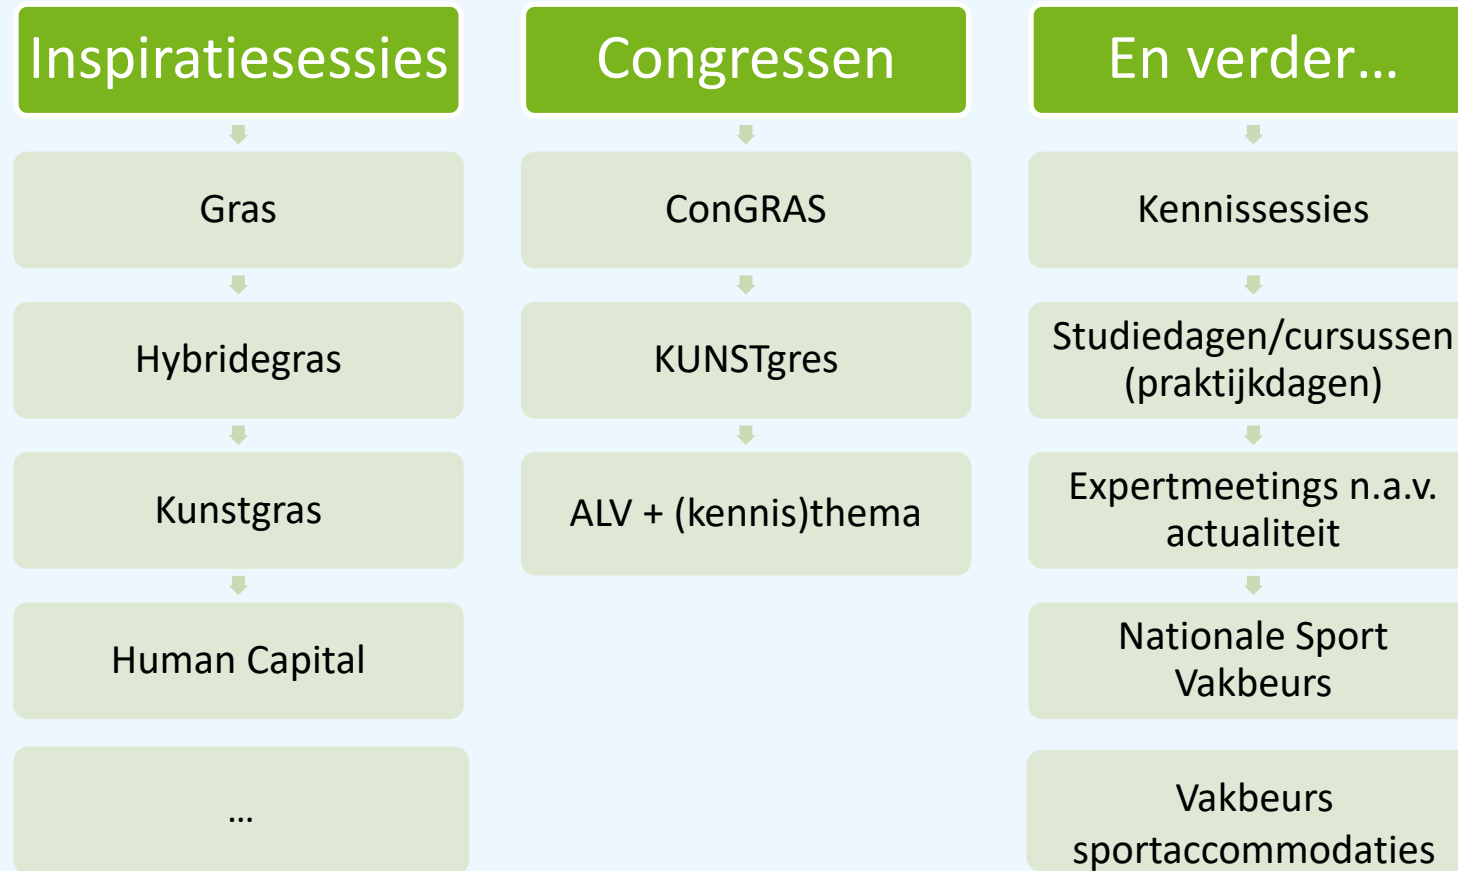 Inspiratiesessies
Gras
Hybridegras
Kunstgras
Human Capital
…
Congressen
ConGRAS
KUNSTgres
ALV + (kennis)thema
En verder…
Kennissessies
Studiedagen/cursussen
(praktijkdagen)
Expertmeetings n.a.v.
actualiteit
Nationale Sport
Vakbeurs
Vakbeurs
sportaccommodaties